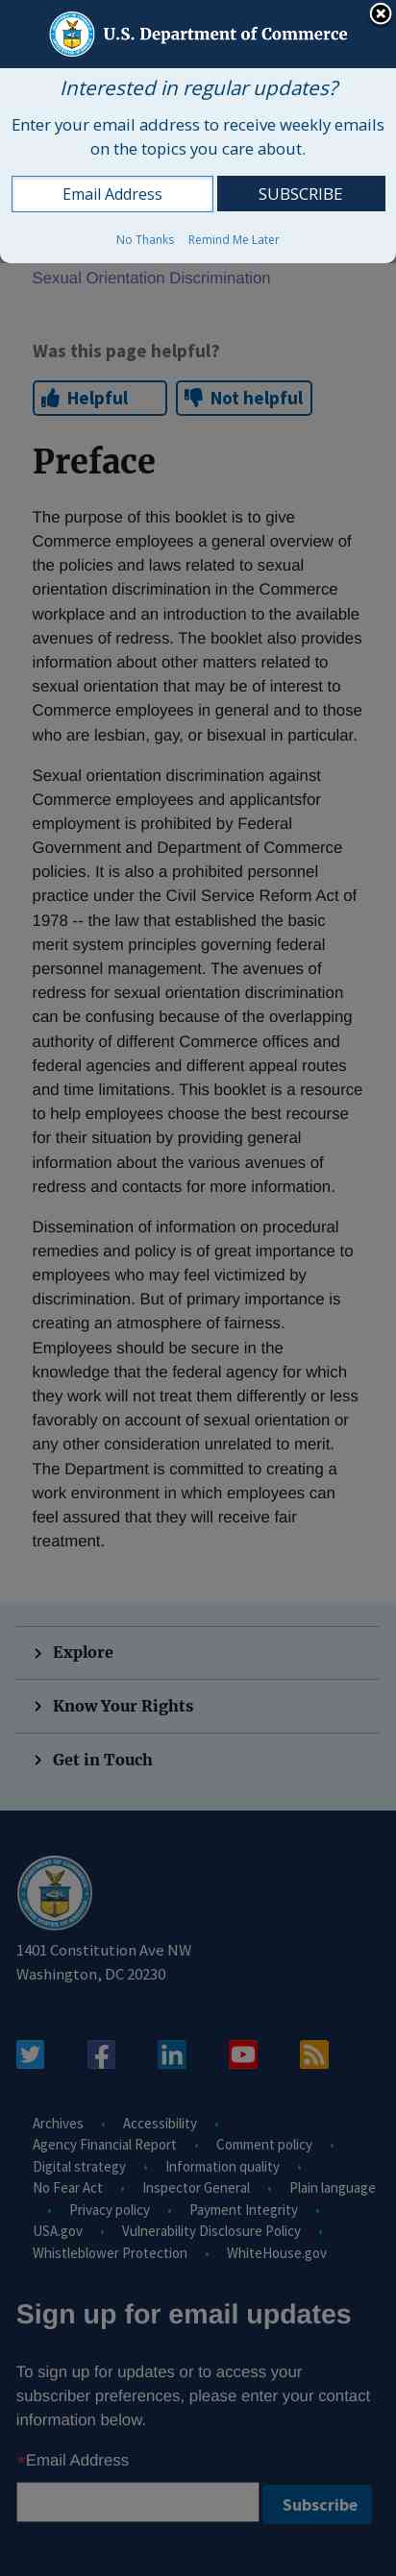 U.S. Department of Commerce
Interested in regular updates?
Enter your email address to receive weekly emails
on the topics you care about.
Email Address
SUBSCRIBE
No Thanks Remind Me Later
Sexual Orientation Discrimination
Was this page helpful?
Helpful
Not helpful
Preface
The purpose of this booklet is to give
Commerce employees a general overview of
the policies and laws related to sexual
orientation discrimination in the Commerce
workplace and an introduction to the available
avenues of redress. The booklet also provides
information about other matters related to
sexual orientation that may be of interest to
Commerce employees in general and to those
who are lesbian, gay, or bisexual in particular.
Sexual orientation discrimination against
Commerce employees and applicantsfor
employment is prohibited by Federal
Government and Department of Commerce
policies. It is also a prohibited personnel
practice under the Civil Service Reform Act of
1978 -- the law that established the basic
merit system principles governing federal
personnel management. The avenues of
redress for sexual orientation discrimination
can be confusing because of the overlapping
authority of different Commerce offices and
federal agencies and different appeal routes
and time limitations. This booklet is a resource
to help employees choose the best recourse
for their situation by providing general
information about the various avenues of
redress and contacts for more information.
Dissemination of information on procedural
remedies and policy is of great importance to
employees who may feel victimized by
discrimination. But of primary importance is
creating an atmosphere of fairness.
Employees should be secure in the
knowledge that the federal agency for which
they work will not treat them differently or less
favorably on account of sexual orientation or
any other consideration unrelated to merit.
The Department is committed to creating a
work environment in which employees can
feel assured that they will receive fair
treatment.
Explore
Know Your Rights
Get in Touch
1401 Constitution Ave NW
Washington, DC 20230
Archives • Accessibility •
Agency Financial Report • Comment policy •
Digital strategy • Information quality •
No Fear Act • Inspector General • Plain language
• Privacy policy • Payment Integrity •
USA.gov • Vulnerability Disclosure Policy •
Whistleblower Protection • WhiteHouse.gov
Sign up for email updates
To sign up for updates or to access your
subscriber preferences, please enter your contact
information below.
*Email Address
Subscribe